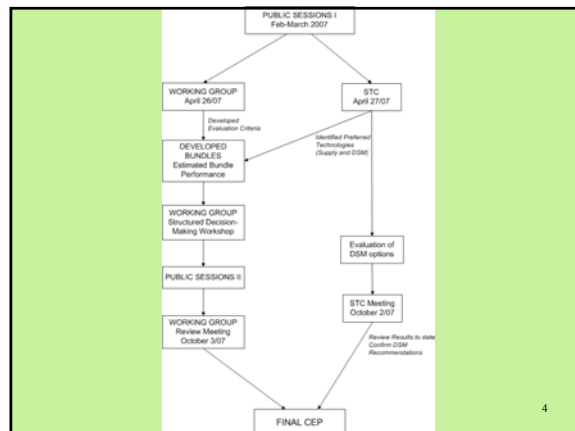 PUBLIC SESSIONS I
Feb-March 2007
WORKING GROUP
April 26/07
STC
April 27/07
Developed
Evaluation Criteria
Identified Preferred
Technologies
(Supply and DSM)
DEVELOPED
BUNDLES
Estimated Bundle
Performance
WORKING GROUP
Structured Decision-
Making Workshop
Evaluation of
DSM options
PUBLIC SESSIONS II
STC Meeting
October 2/07
WORKING GROUP
Review Meeting
October 3/07
Review Results to date
Confirm DSM
Recommendations
FINAL CEP
4